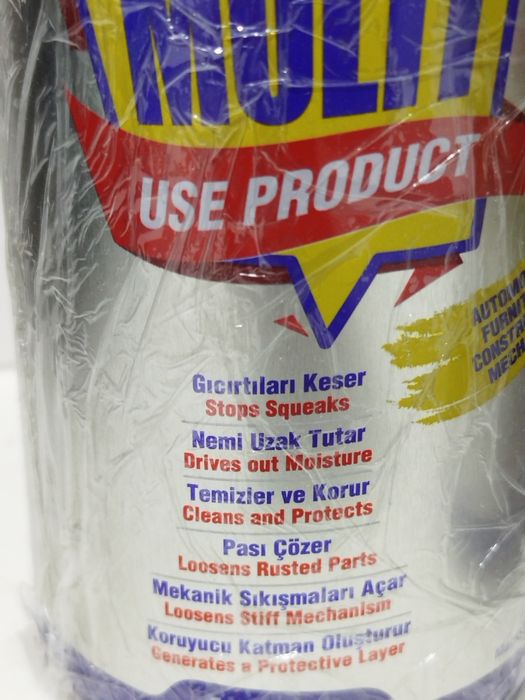 MULTI
USE PRODUCT
Gıcırtıları Keser
Stops Squeaks
Nemi Uzak Tutar
Drives out Moisture
Temizler ve Korur
Cleans and Protects
Pası Çözer
Loosens Rusted Parts
Mekanik Sıkışmaları Açar
Loosens Stiff Mechanism
Koruyucu Katman Oluşturur
Generates a Protective Layer